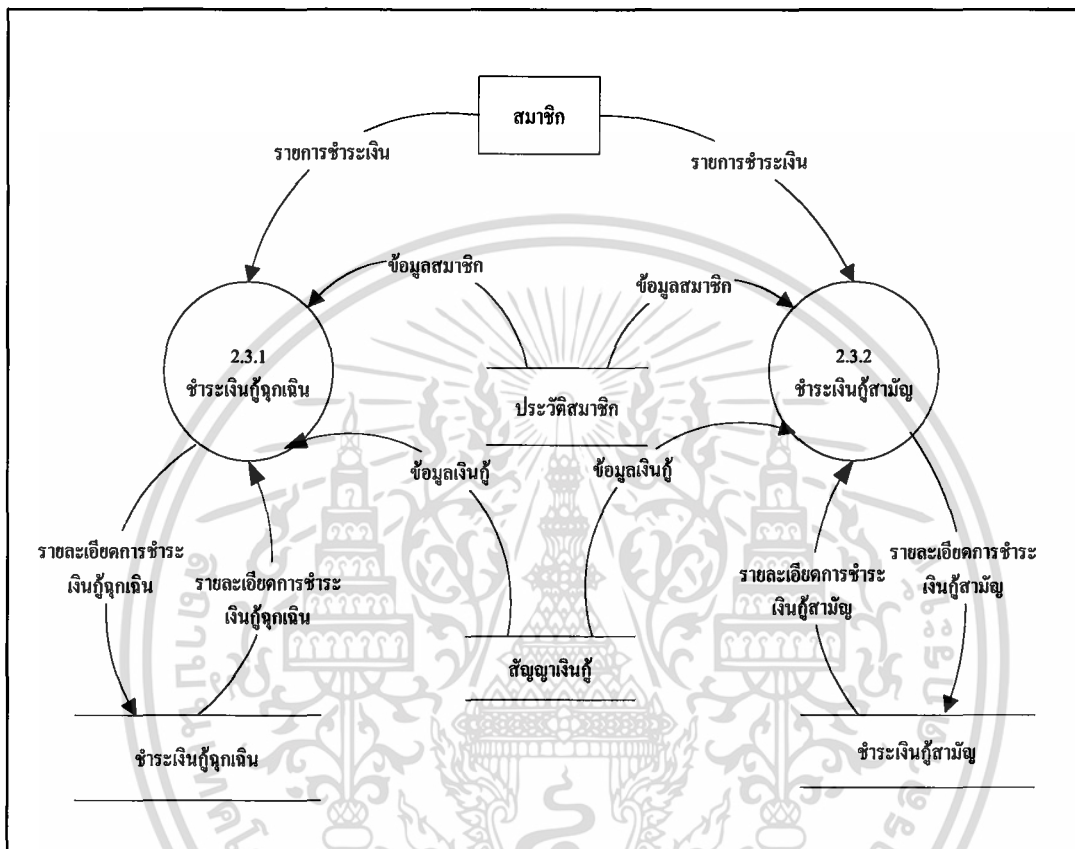 สมาชิก
รายการชำระเงิน
รายการชำระเงิน
ข้อมูลสมาชิก
ข้อมูลสมาชิก
2.3.1
ชำระเงินกู้ฉุกเฉิน
2.3.2
ชำระเงินกู้สามัญ
ประวัติสมาชิก
ข้อมูลเงินกู้
ข้อมูลเงินกู้
รายละเอียดการชำระ
เงินกู้ฉุกเฉิน
รายละเอียดการชำระ
เงินกู้ฉุกเฉิน
รายละเอียดการชำระ
เงินกู้สามัญ
รายละเอียดการชำระ
เงินกู้สามัญ
สัญญาเงินกู้
ชำระเงินกู้ฉุกเฉิน
ชำระเงินกู้สามัญ